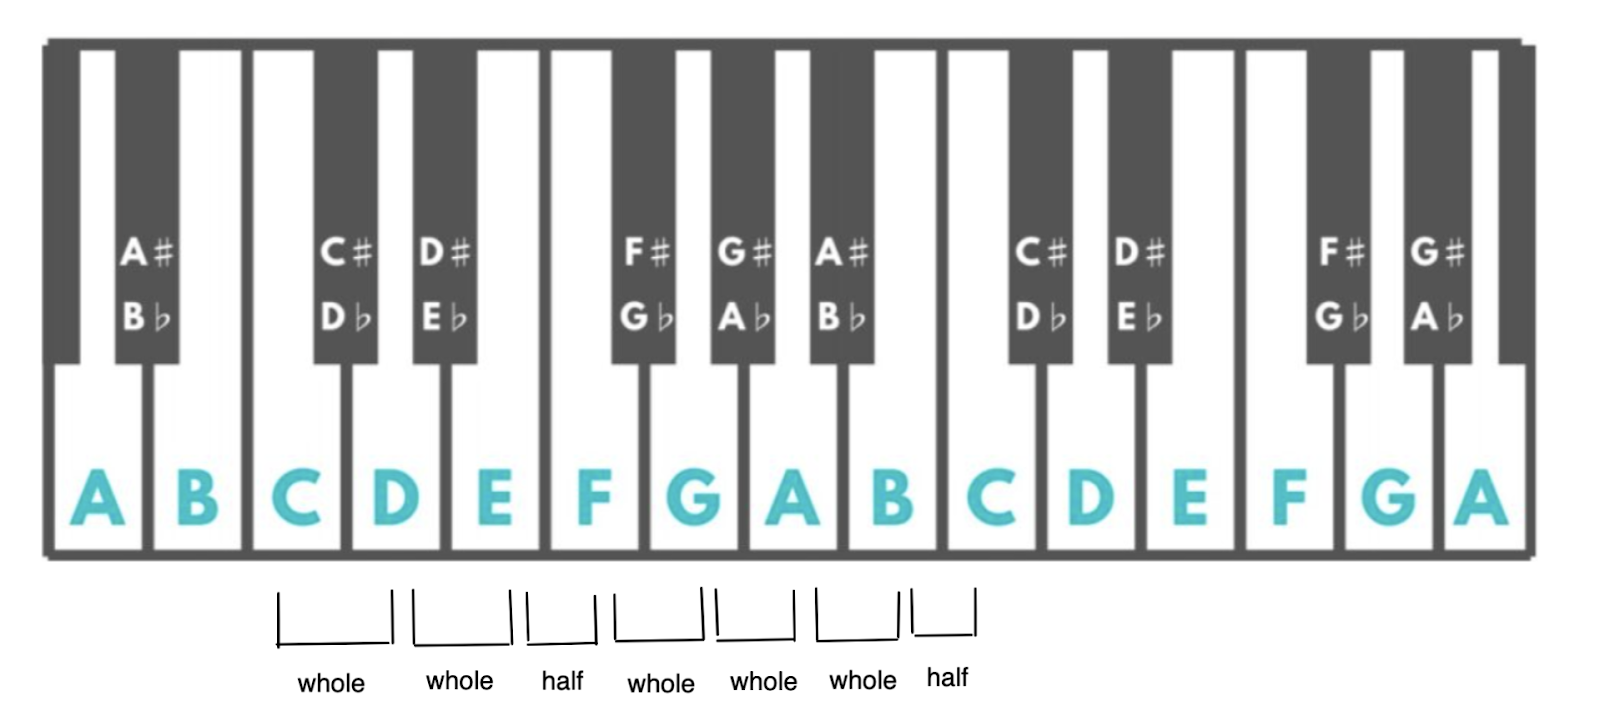 A♯ C♯ D♯ F♯ G♯ A♯ C♯ D♯ F♯ G♯
B♭ D♭ E♭ G♭ A♭ B♭ D♭ E♭ G♭ A♭
A B C D E F G A B C D E F G A
whole whole half whole whole whole half